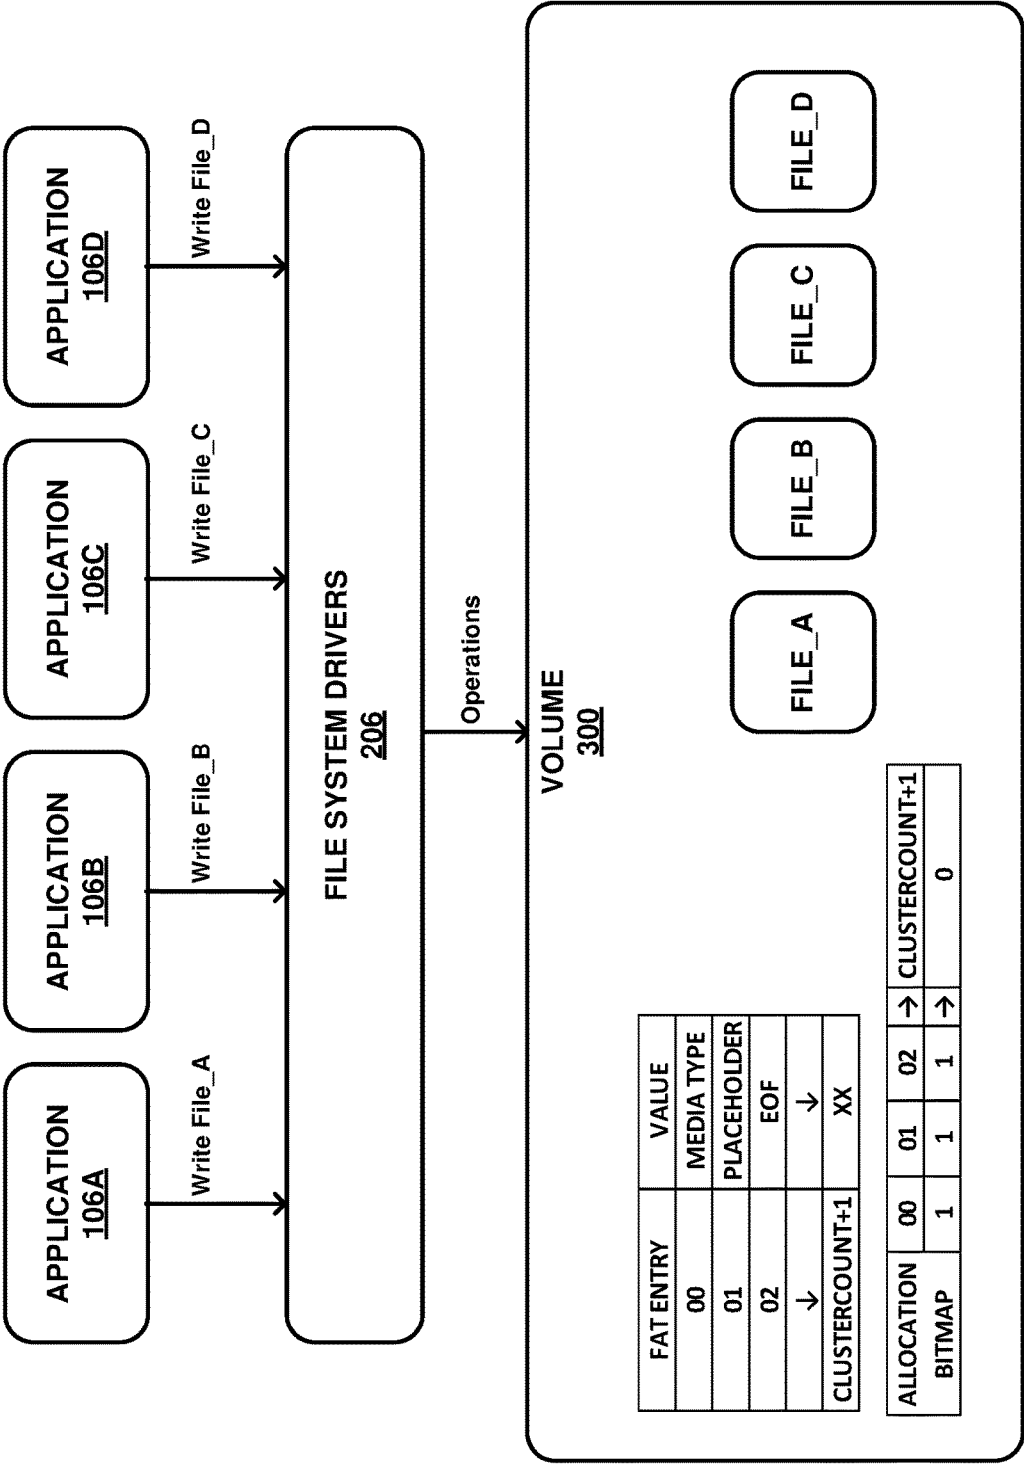 APPLICATION
106A
APPLICATION
106B
APPLICATION
106C
APPLICATION
106D
Write File_A
Write File_B
Write File_C
Write File_D
FILE SYSTEM DRIVERS
206
Operations
VOLUME
300
FAT ENTRY VALUE
00 MEDIA TYPE
01 PLACEHOLDER
02 EOF
↓ ↓
CLUSTERCOUNT+1 XX
FILE_A
FILE_B
FILE_C
FILE_D
ALLOCATION 00 01 02 → CLUSTERCOUNT+1
BITMAP 1 1 1 → 0